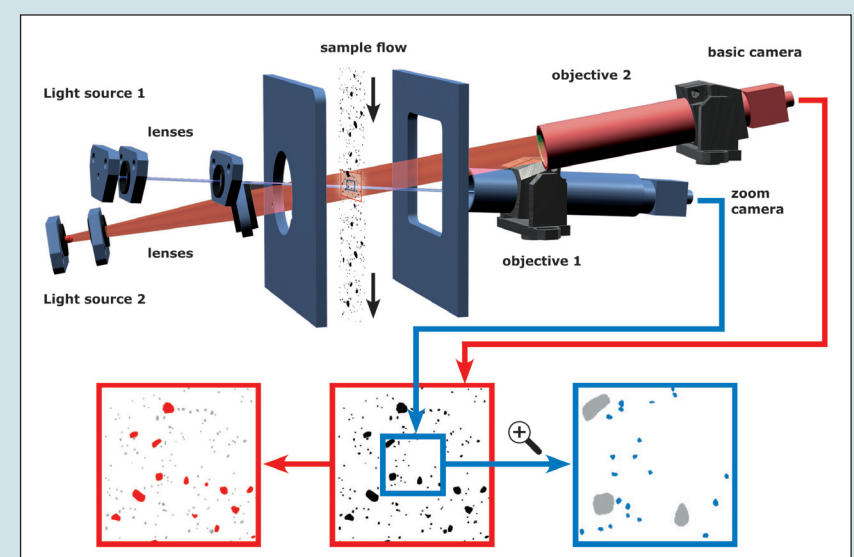 sample flow
basic camera
objective 2
Light source 1
lenses
zoom
camera
lenses
objective 1
Light source 2